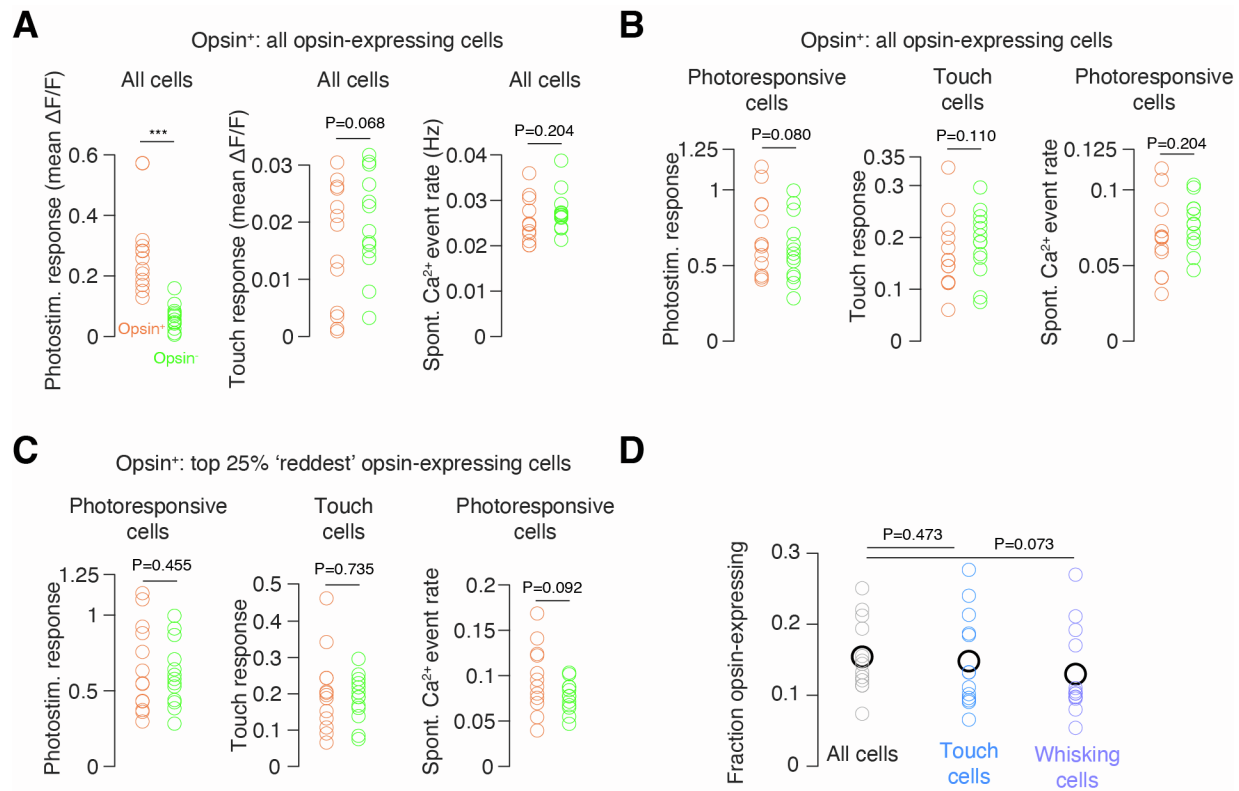 A
Opsin⁺: all opsin-expressing cells
All cells
All cells
All cells
Photostim. response (mean ΔF/F)
0.6
0.4
0.2
0
***
Opsin⁺
Opsin⁻
Touch response (mean ΔF/F)
0.03
0.02
0.01
0
P=0.068
Spont. Ca²⁺ event rate (Hz)
0.04
0.03
0.02
0.01
0
P=0.204
B
Opsin⁺: all opsin-expressing cells
Photoresponsive
cells
Touch
cells
Photoresponsive
cells
Photostim. response
1.25
1
0.5
0
P=0.080
Touch response
0.35
0.3
0.2
0.1
0
P=0.110
Spont. Ca²⁺ event rate
0.125
0.1
0.05
0
P=0.204
C
Opsin⁺: top 25% ‘reddest’ opsin-expressing cells
Photoresponsive
cells
Touch
cells
Photoresponsive
cells
Photostim. response
1.25
1
0.5
0
P=0.455
Touch response
0.5
0.4
0.3
0.2
0.1
0
P=0.735
Spont. Ca²⁺ event rate
0.2
0.15
0.1
0.05
0
P=0.092
D
Fraction opsin-expressing
0.3
0.2
0.1
0
P=0.473
P=0.073
All cells
Touch
cells
Whisking
cells